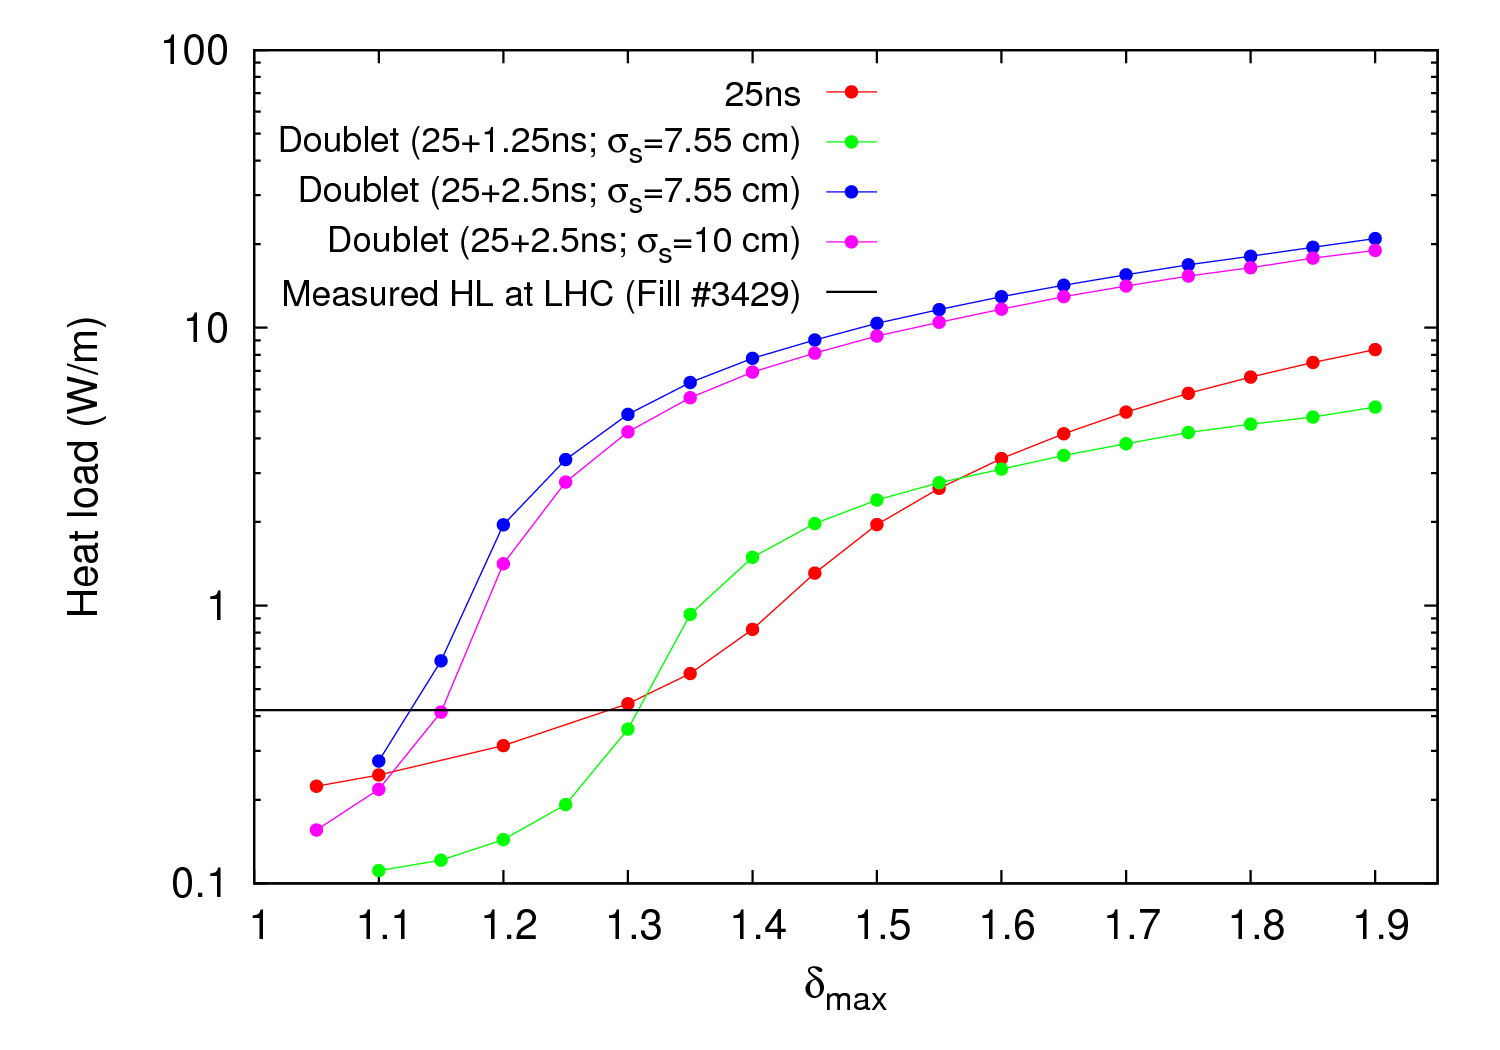 100
10
1
0.1
Heat load (W/m)
25ns
Doublet (25+1.25ns; σs=7.55 cm)
Doublet (25+2.5ns; σs=7.55 cm)
Doublet (25+2.5ns; σs=10 cm)
Measured HL at LHC (Fill #3429)
1 1.1 1.2 1.3 1.4 1.5 1.6 1.7 1.8 1.9
δmax